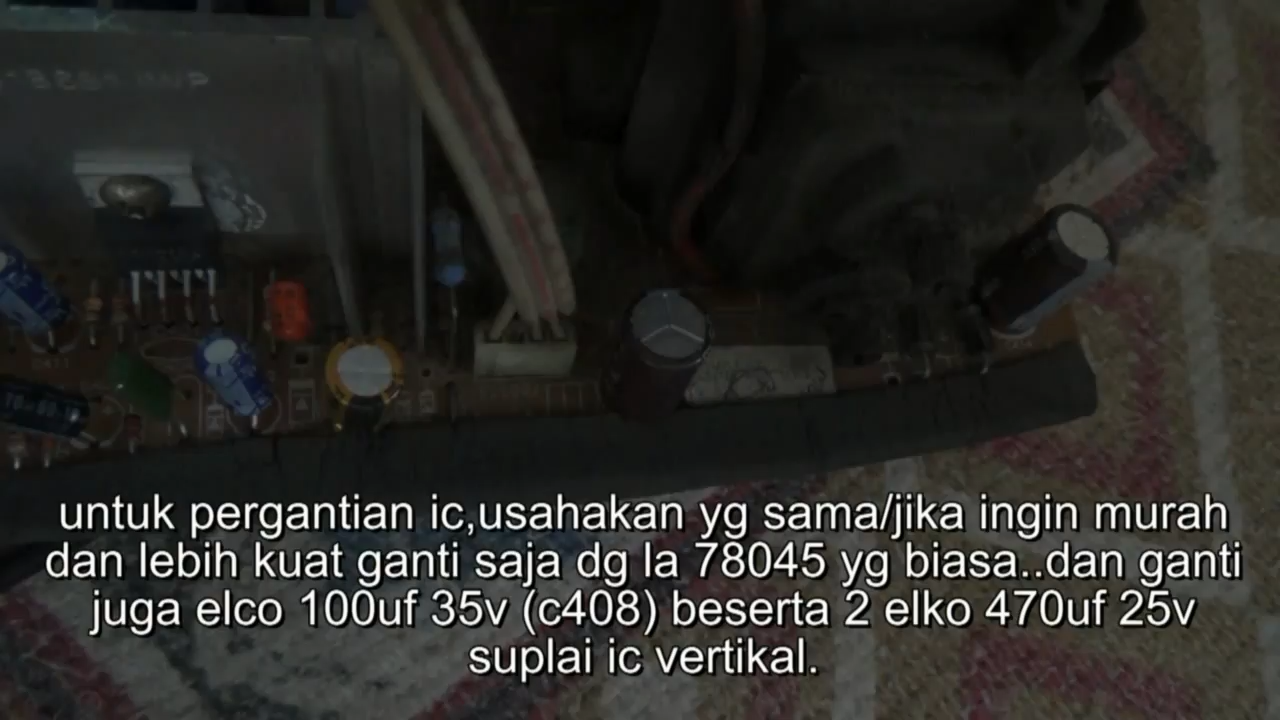 untuk pergantian ic,usahakan yg sama/jika ingin murah
dan lebih kuat ganti saja dg la 78045 yg biasa..dan ganti
juga elco 100uf 35v (c408) beserta 2 elko 470uf 25v
suplai ic vertikal.